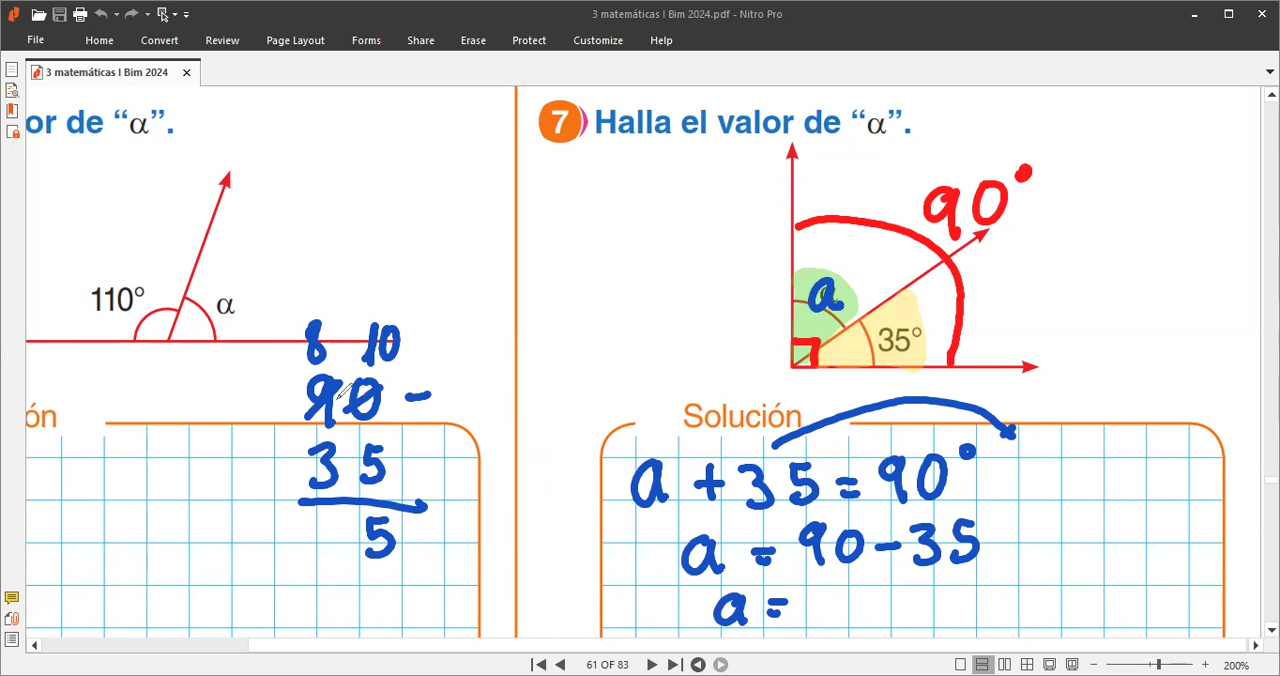 3 matemáticas I Bim 2024.pdf - Nitro Pro
File Home Convert Review Page Layout Forms Share Erase Protect Customize Help
3 matemáticas I Bim 2024
or de “α”.
110°
α
8 10
90 -
ón
3 5
5
7 Halla el valor de “α”.
90°
a
35°
Solución
a + 35 = 90°
a = 90 - 35
a =
61 OF 83
200%